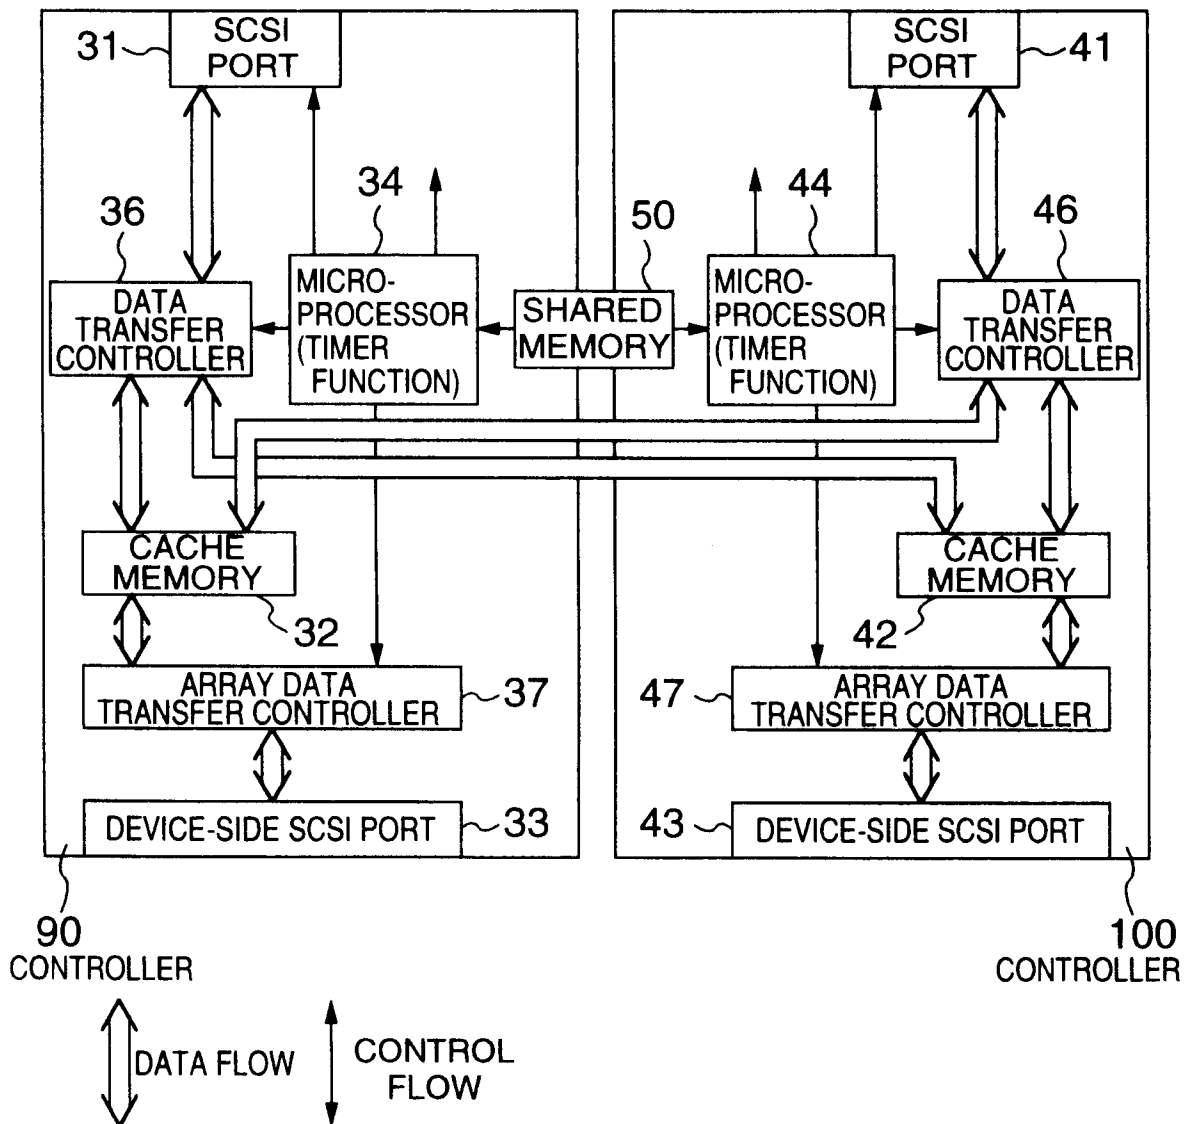 SCSI
PORT
31
SCSI
PORT
41
34
44
36
50
46
MICRO-
PROCESSOR
(TIMER
FUNCTION)
MICRO-
PROCESSOR
(TIMER
FUNCTION)
DATA
TRANSFER
CONTROLLER
SHARED
MEMORY
DATA
TRANSFER
CONTROLLER
CACHE
MEMORY
32
CACHE
MEMORY
42
ARRAY DATA
TRANSFER CONTROLLER
37
47
ARRAY DATA
TRANSFER CONTROLLER
DEVICE-SIDE SCSI PORT
33
43
DEVICE-SIDE SCSI PORT
90
CONTROLLER
100
CONTROLLER
DATA FLOW
CONTROL
FLOW